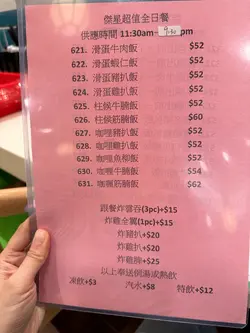 傑星超值全日餐
供應時間 11:30am- pm
621. 滑蛋牛肉飯 $52
622. 滑蛋蝦仁飯 $52
623. 滑蛋豬扒飯 $52
624. 滑蛋雞扒飯 $52
625. 柱候牛腩飯 $52
626. 柱候筋腩飯 $60
627. 咖喱豬扒飯 $52
628. 咖喱雞扒飯 $52
629. 咖喱魚柳飯 $52
630. 咖喱牛腩飯 $54
631. 咖喱筋腩飯 $62
跟餐炸雲吞(3pc)+$15
炸雞全翼(1pc)+$15
炸豬扒+$20
炸雞扒+$20
炸雞脾+$25
以上奉送例湯或熱飲
凍飲+$3 汽水+$8 特飲+$12